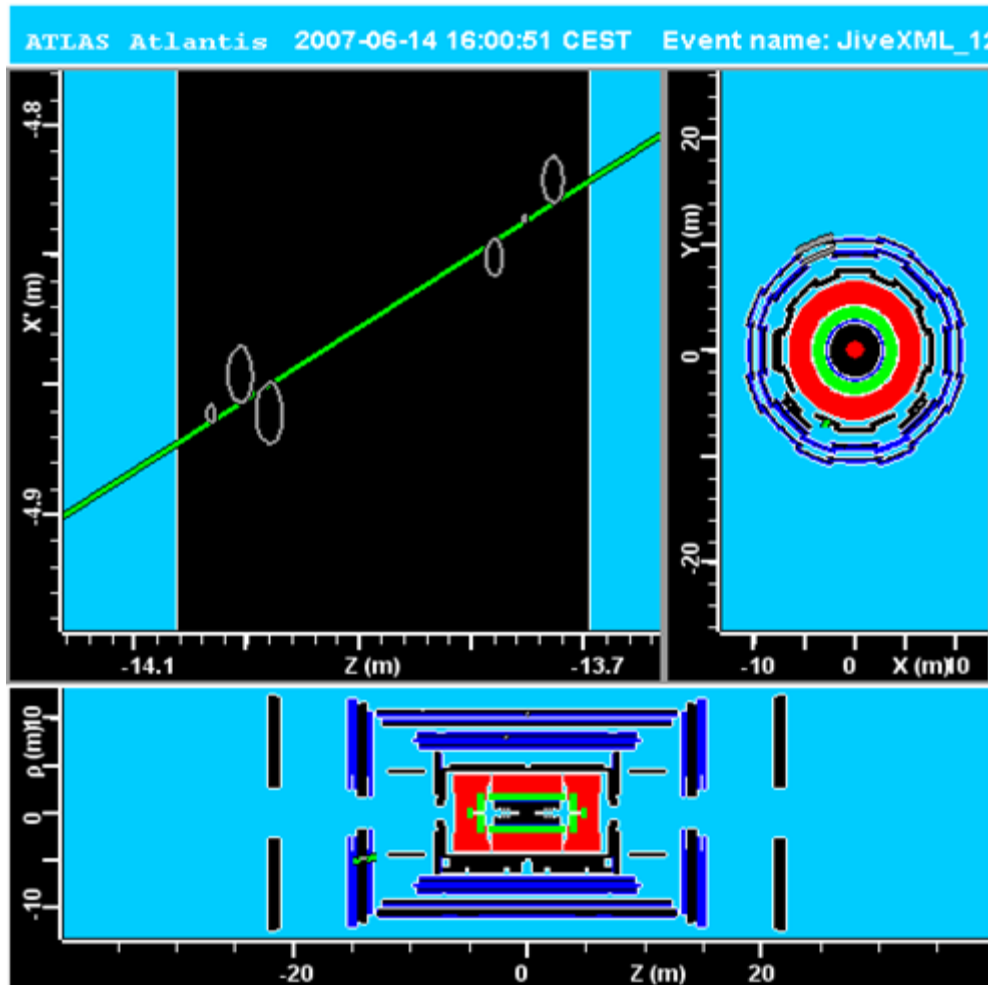 ATLAS Atlantis 2007-06-14 16:00:51 CEST Event name: JiveXML_12
-4.8
X' (m)
-4.9
-14.1 Z (m) -13.7
20
Y (m)
0
-20
-10 0 X (m) 10
10
ρ (m)
0
-10
-20 0 Z (m) 20